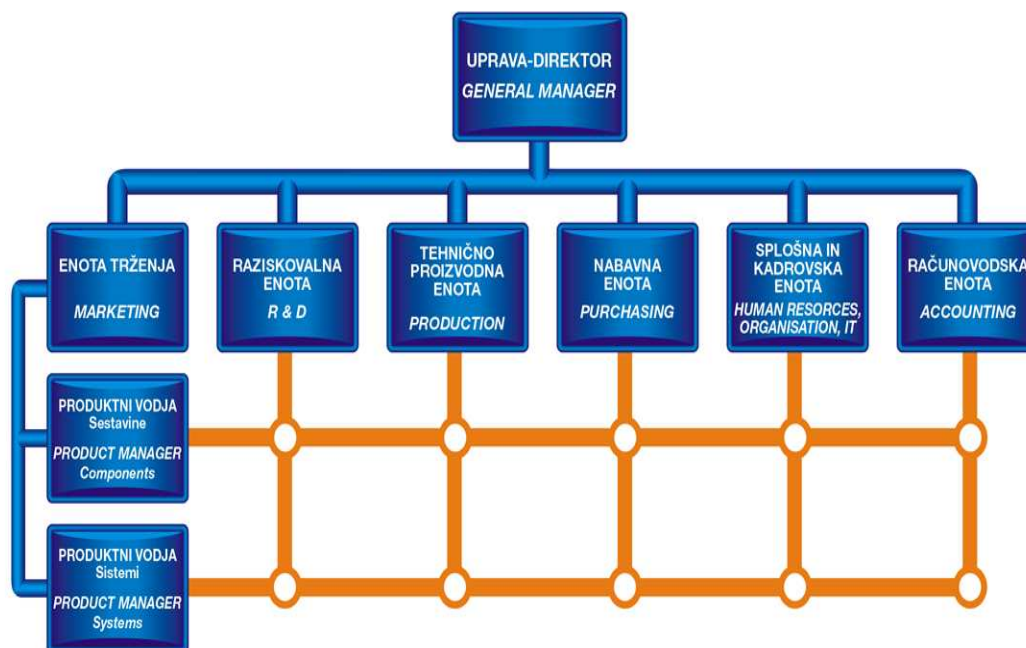 UPRAVA-DIREKTOR
GENERAL MANAGER
ENOTA TRŽENJA
MARKETING
RAZISKOVALNA
ENOTA
R & D
TEHNIČNO
PROIZVODNA
ENOTA
PRODUCTION
NABAVNA
ENOTA
PURCHASING
SPLOŠNA IN
KADROVSKA
ENOTA
HUMAN RESORCES,
ORGANISATION, IT
RAČUNOVODSKA
ENOTA
ACCOUNTING
PRODUKTNI VODJA
Sestavine
PRODUCT MANAGER
Components
PRODUKTNI VODJA
Sistemi
PRODUCT MANAGER
Systems